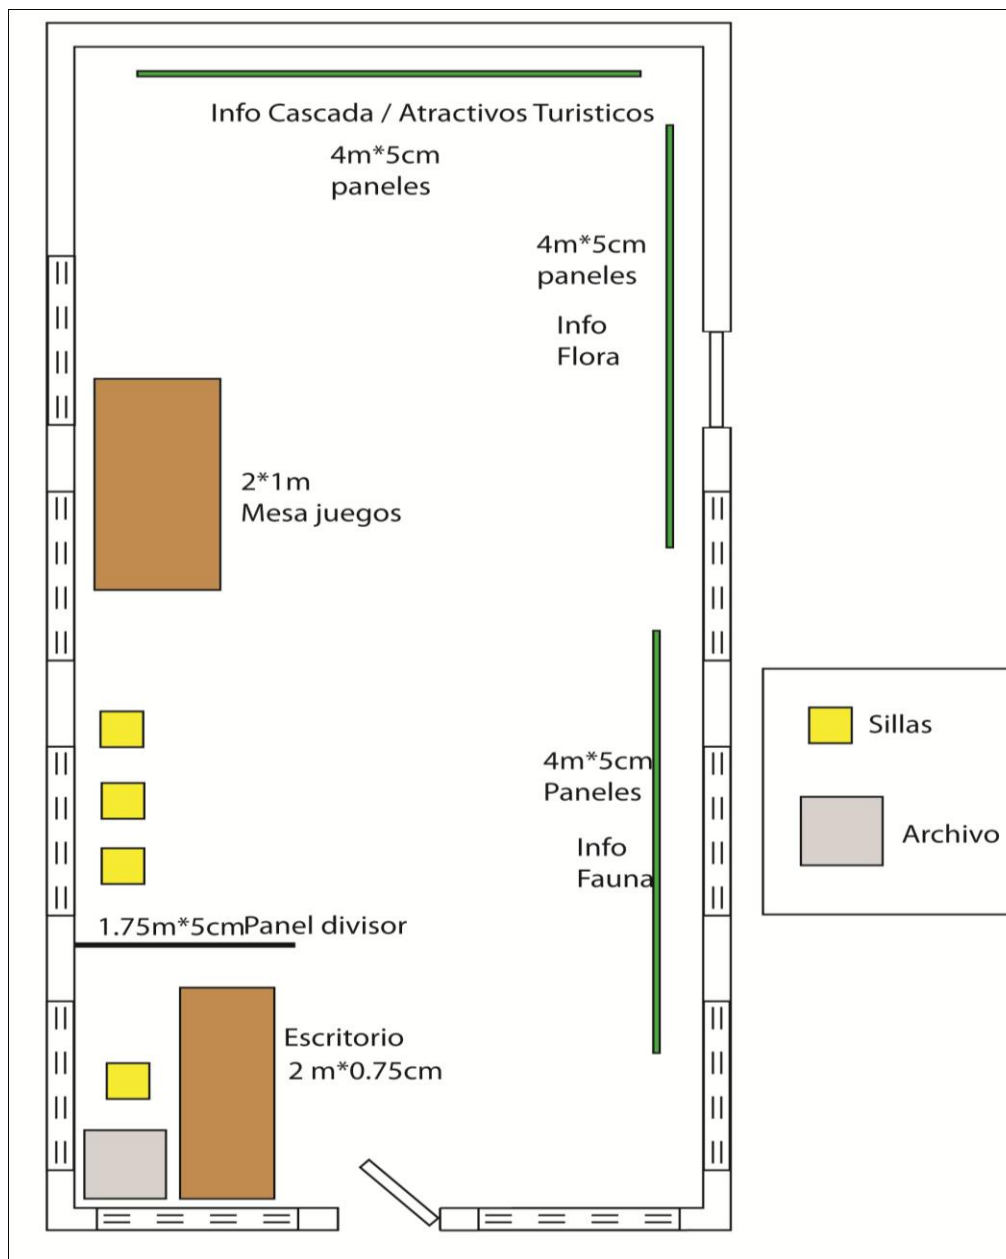 Info Cascada / Atractivos Turisticos
4m*5cm
paneles
4m*5cm
paneles
Info
Flora
2*1m
Mesa juegos
4m*5cm
Paneles
Info
Fauna
Sillas
Archivo
1.75m*5cmPanel divisor
Escritorio
2 m*0.75cm